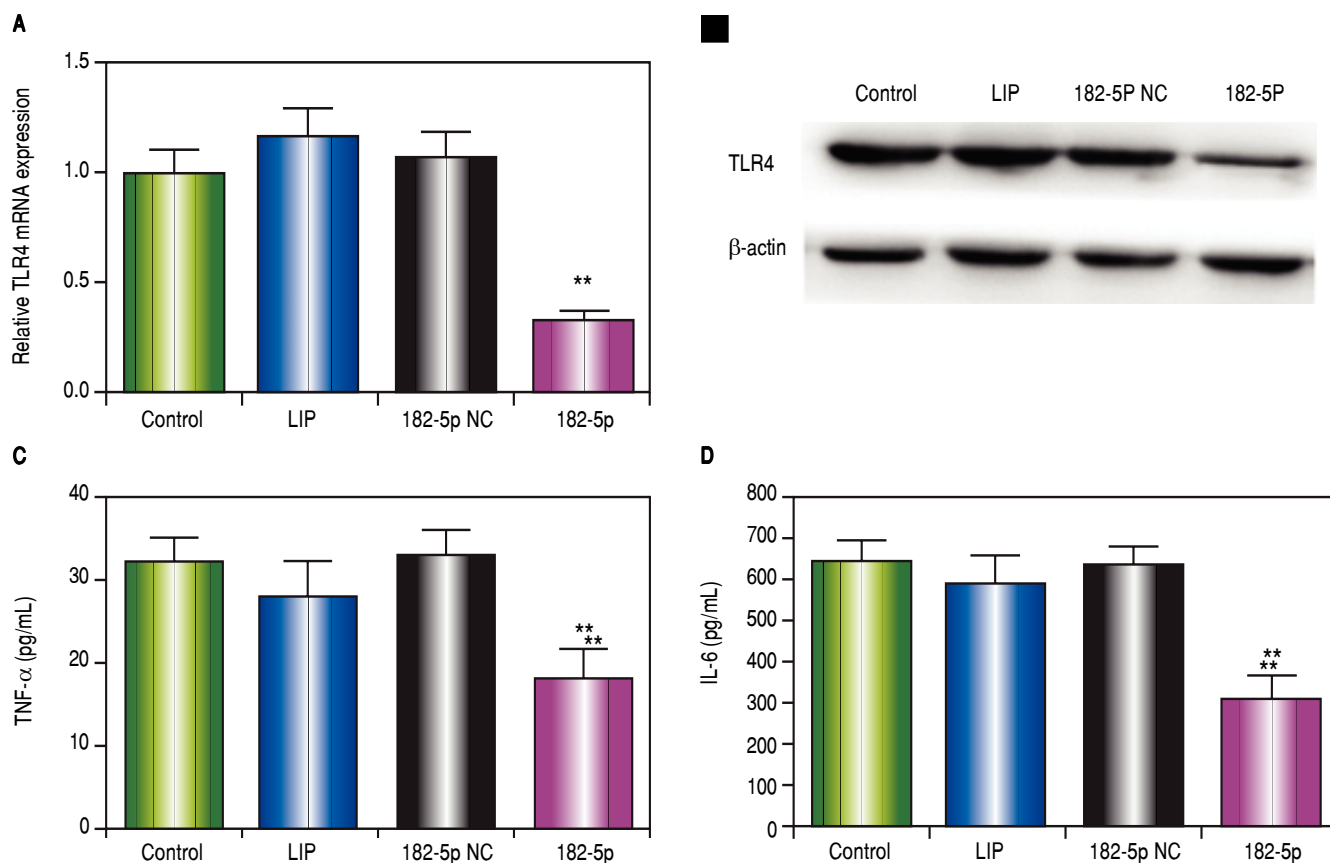 A
Relative TLR4 mRNA expression
1.5
1.0
0.5
0.0
**
Control LIP 182-5p NC 182-5p
Control LIP 182-5P NC 182-5P
TLR4
β-actin
C
TNF-α (pg/mL)
40
30
20
10
0
**
**
Control LIP 182-5p NC 182-5p
D
IL-6 (pg/mL)
800
700
600
500
400
300
200
100
0
**
**
Control LIP 182-5p NC 182-5p